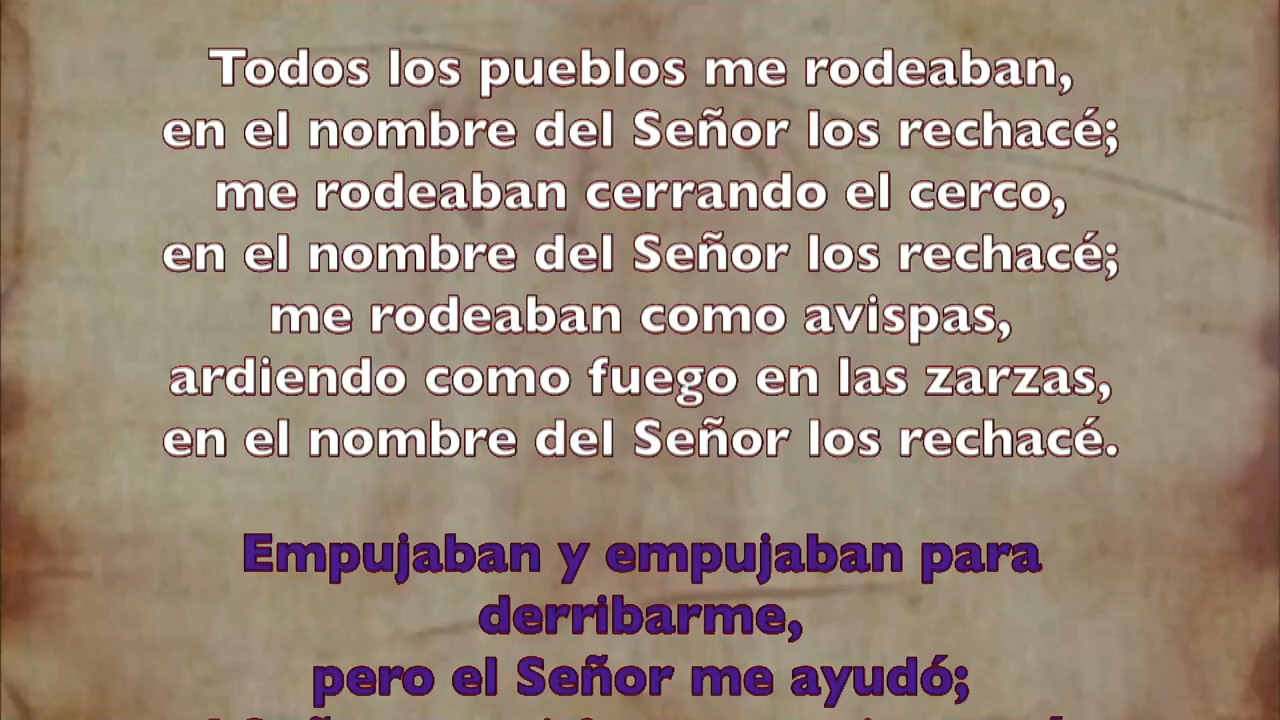 Todos los pueblos me rodeaban,
en el nombre del Señor los rechacé;
me rodeaban cerrando el cerco,
en el nombre del Señor los rechacé;
me rodeaban como avispas,
ardiendo como fuego en las zarzas,
en el nombre del Señor los rechacé.
Empujaban y empujaban para
derribarme,
pero el Señor me ayudó;